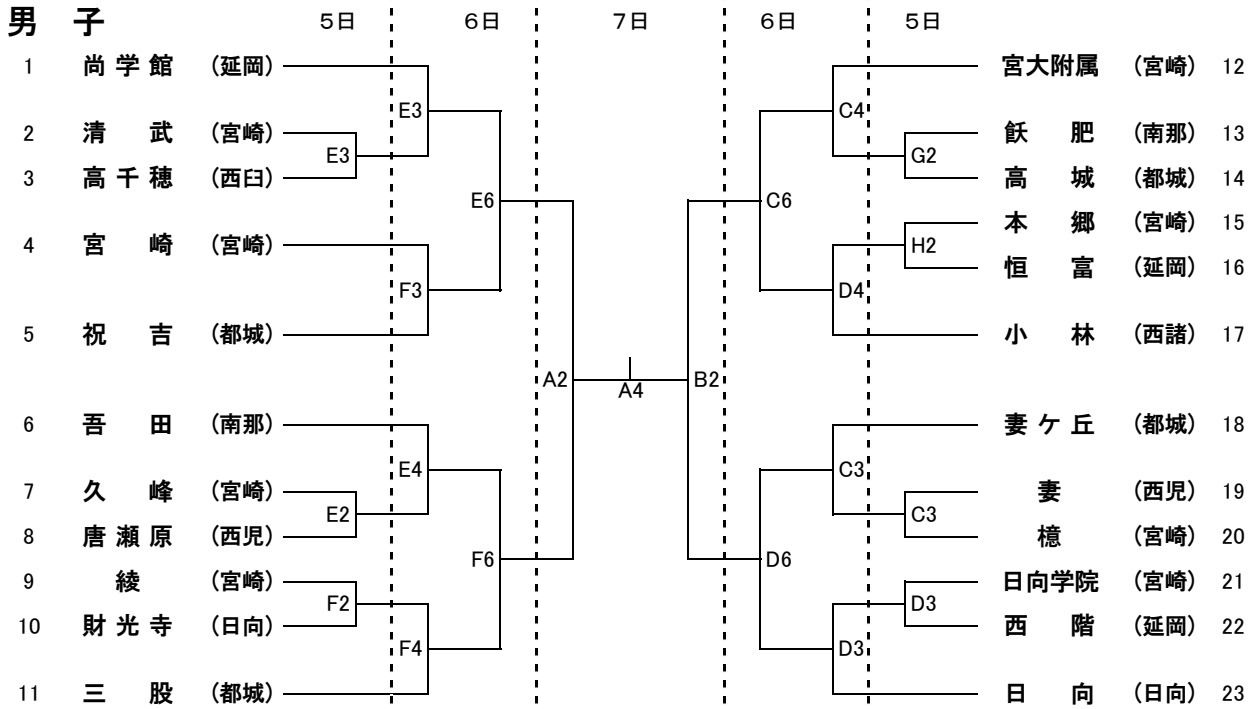 男 子 5日 6日 7日 6日 5日
1 尚学館 (延岡) 宮大附属 (宮崎) 12
E3 C4
2 清 武 (宮崎) 飫 肥 (南那) 13
E3 G2
3 高千穂 (西臼) 高 城 (都城) 14
E6 C6
本 郷 (宮崎) 15
4 宮 崎 (宮崎) H2
恒 富 (延岡) 16
F3 D4
5 祝 吉 (都城) 小 林 (西諸) 17
A2 A4 B2
6 吾 田 (南那) 妻ケ丘 (都城) 18
E4 C3
7 久 峰 (宮崎) 妻 (西児) 19
E2 C3
8 唐瀬原 (西児) 檍 (宮崎) 20
F6 D6
9 綾 (宮崎) 日向学院 (宮崎) 21
F2 D3
10 財光寺 (日向) 西 階 (延岡) 22
F4 D3
11 三 股 (都城) 日 向 (日向) 23